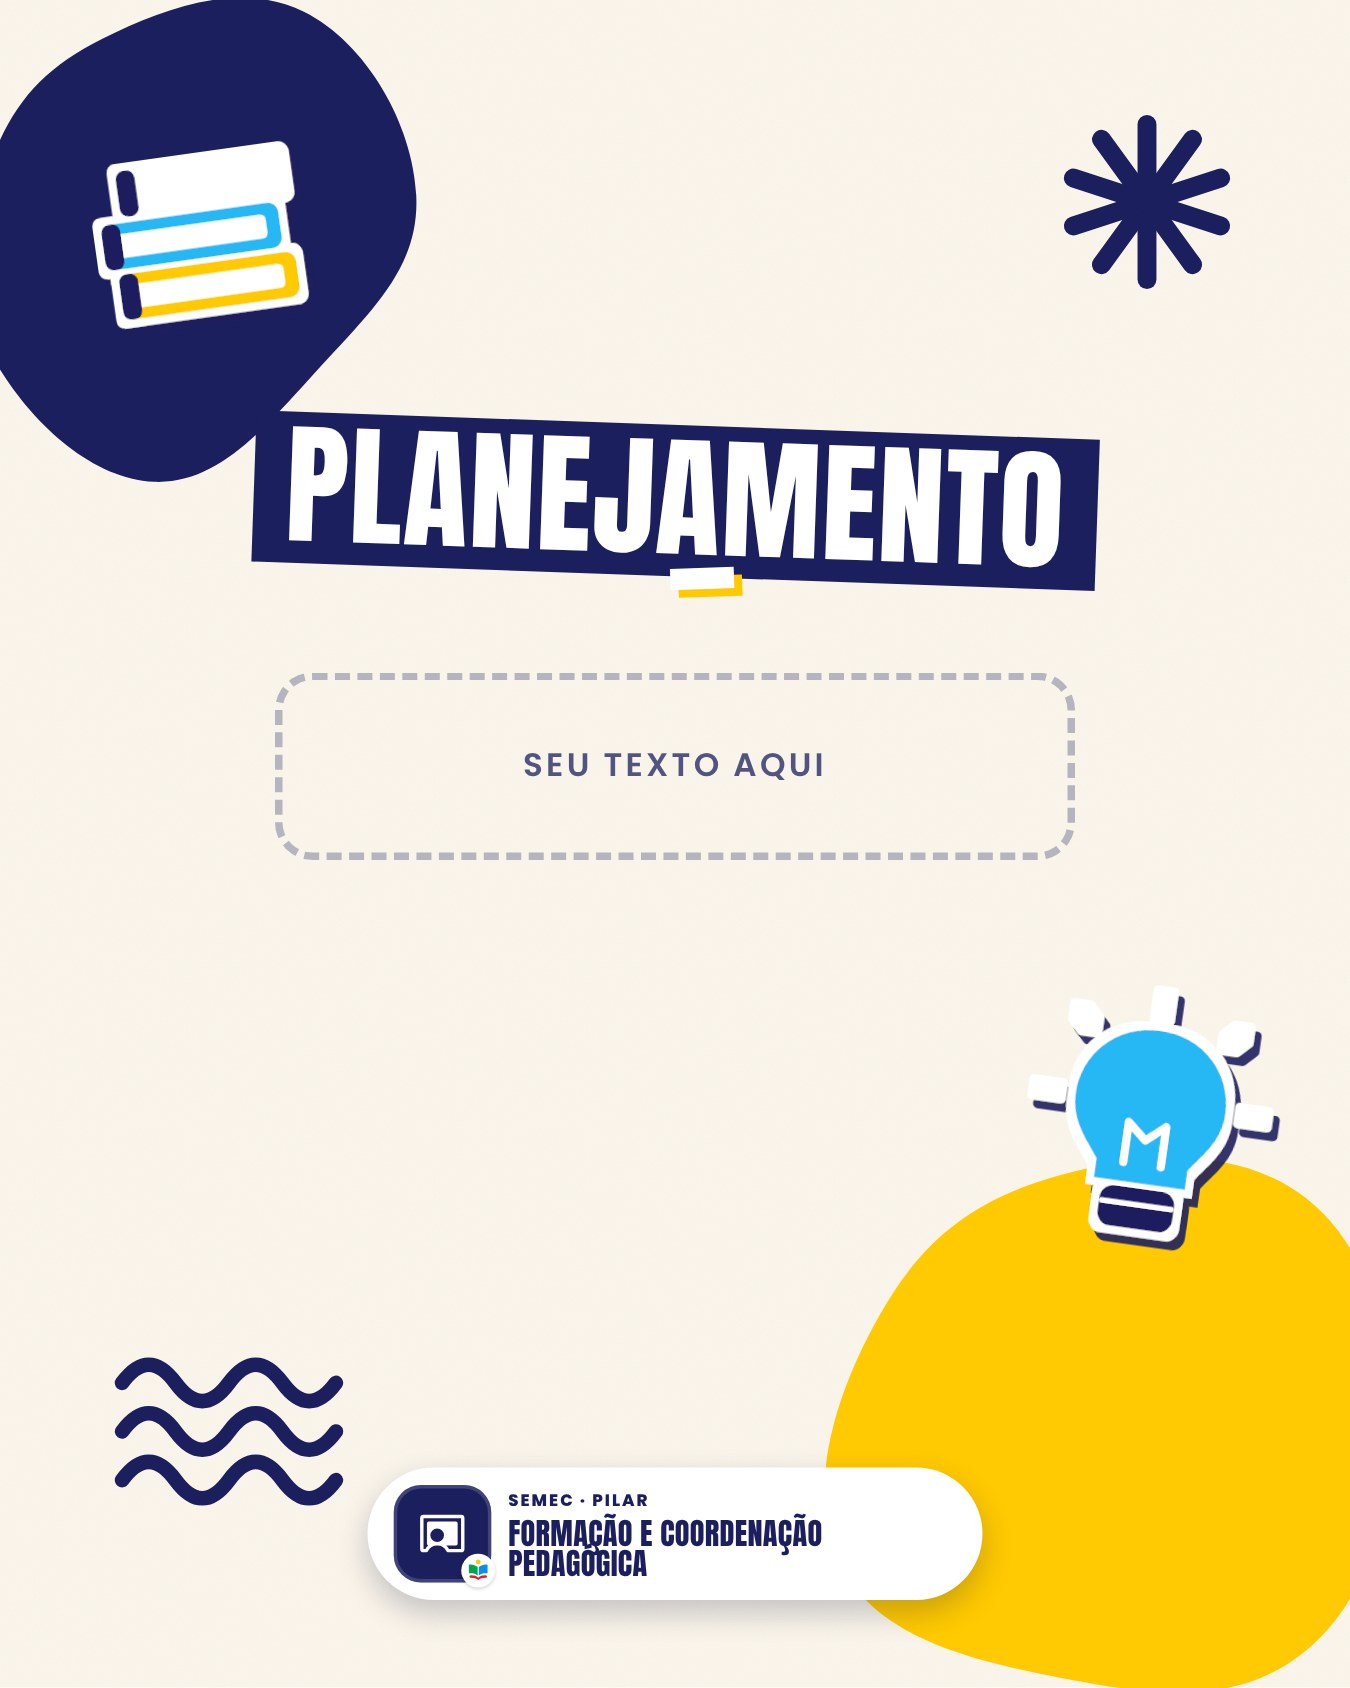 PLANEJAMENTO
SEU TEXTO AQUI
M
SEMEC · PILAR
FORMAÇÃO E COORDENAÇÃO
PEDAGÓGICA